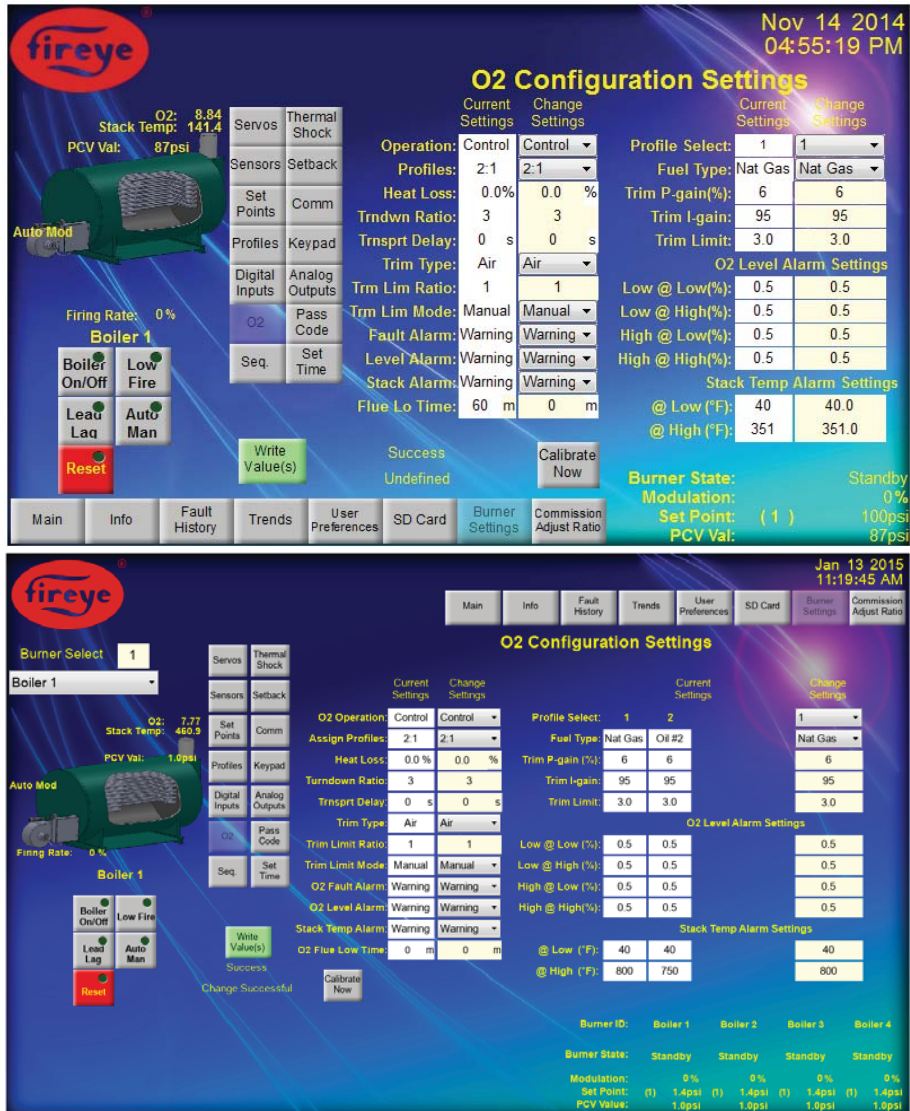 fireye
®
Nov 14 2014
04:55:19 PM
O2 Configuration Settings
O2: 8.84
Stack Temp: 141.4
PCV Val: 87psi
Auto Mod
Firing Rate: 0%
Boiler 1
Boiler On/Off
Low Fire
Lead Lag
Auto Man
Reset
Servos
Thermal Shock
Sensors
Setback
Set Points
Comm
Profiles
Keypad
Digital Inputs
Analog Outputs
O2
Pass Code
Seq.
Set Time
Write Value(s)
Current Settings Change Settings
Operation: Control Control
Profiles: 2:1 2:1
Heat Loss: 0.0% 0.0 %
Trndwn Ratio: 3 3
Trnsprt Delay: 0 s 0 s
Trim Type: Air Air
Trm Lim Ratio: 1 1
Trm Lim Mode: Manual Manual
Fault Alarm: Warning Warning
Level Alarm: Warning Warning
Stack Alarm: Warning Warning
Flue Lo Time: 60 m 0 m
Success
Undefined
Calibrate Now
Current Settings Change Settings
Profile Select: 1 1
Fuel Type: Nat Gas Nat Gas
Trim P-gain(%): 6 6
Trim I-gain: 95 95
Trim Limit: 3.0 3.0
O2 Level Alarm Settings
Low @ Low(%): 0.5 0.5
Low @ High(%): 0.5 0.5
High @ Low(%): 0.5 0.5
High @ High(%): 0.5 0.5
Stack Temp Alarm Settings
@ Low (°F): 40 40.0
@ High (°F): 351 351.0
Burner State: Standby
Modulation: 0%
Set Point: ( 1 ) 100psi
PCV Val: 87psi
Main
Info
Fault History
Trends
User Preferences
SD Card
Burner Settings
Commission Adjust Ratio
fireye
®
Jan 13 2015
11:19:45 AM
Main
Info
Fault History
Trends
User Preferences
SD Card
Burner Settings
Commission Adjust Ratio
O2 Configuration Settings
Burner Select 1
Boiler 1
O2: 7.77
Stack Temp: 460.9
PCV Val: 1.0psi
Auto Mod
Firing Rate: 0 %
Boiler 1
Boiler On/Off
Low Fire
Lead Lag
Auto Man
Reset
Servos
Thermal Shock
Sensors
Setback
Set Points
Comm
Profiles
Keypad
Digital Inputs
Analog Outputs
O2
Pass Code
Seq.
Set Time
Write Value(s)
Success
Change Successful
Current Settings Change Settings
O2 Operation: Control Control
Assign Profiles: 2:1 2:1
Heat Loss: 0.0 % 0.0 %
Turndown Ratio: 3 3
Trnsprt Delay: 0 s 0 s
Trim Type: Air Air
Trim Limit Ratio: 1 1
Trim Limit Mode: Manual Manual
O2 Fault Alarm: Warning Warning
O2 Level Alarm: Warning Warning
Stack Temp Alarm: Warning Warning
O2 Flue Low Time: 0 m 0 m
Calibrate Now
Current Settings Change Settings
Profile Select: 1 2 1
Fuel Type: Nat Gas Oil #2 Nat Gas
Trim P-gain (%): 6 6 6
Trim I-gain: 95 95 95
Trim Limit: 3.0 3.0 3.0
O2 Level Alarm Settings
Low @ Low (%): 0.5 0.5 0.5
Low @ High (%): 0.5 0.5 0.5
High @ Low (%): 0.5 0.5 0.5
High @ High(%): 0.5 0.5 0.5
Stack Temp Alarm Settings
@ Low (°F): 40 40 40
@ High (°F): 800 750 800
Burner ID: Boiler 1 Boiler 2 Boiler 3 Boiler 4
Burner State: Standby Standby Standby Standby
Modulation: 0% 0% 0% 0%
Set Point: (1) 1.4psi (1) 1.4psi (1) 1.4psi (1) 1.4psi
PCV Value: 1.0psi 1.0psi 1.0psi 1.0psi